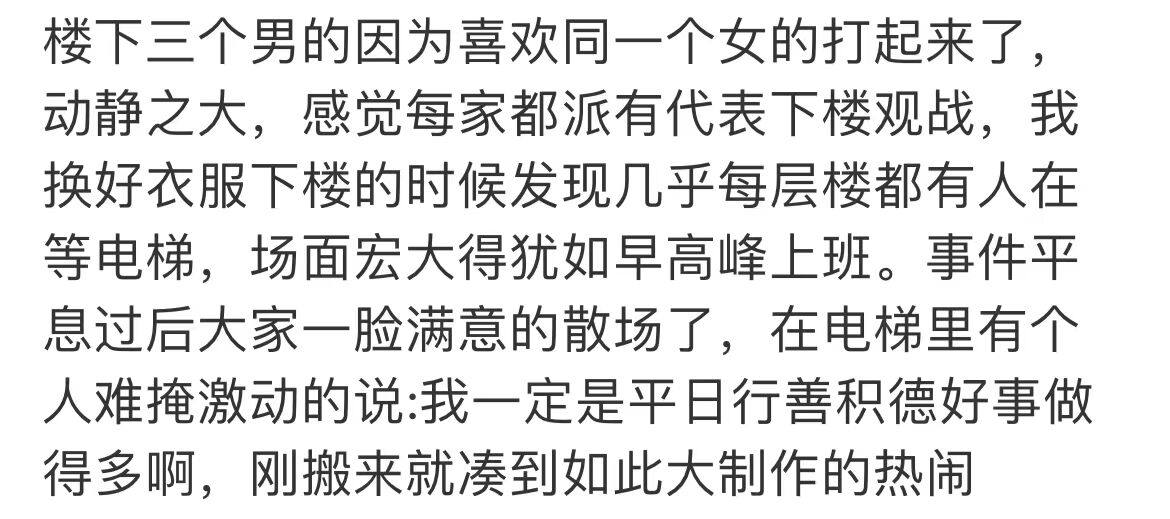 楼下三个男的因为喜欢同一个女的打起来了，
动静之大，感觉每家都派有代表下楼观战，我
换好衣服下楼的时候发现几乎每层楼都有人在
等电梯，场面宏大得犹如早高峰上班。事件平
息过后大家一脸满意的散场了，在电梯里有个
人难掩激动的说:我一定是平日行善积德好事做
得多啊，刚搬来就凑到如此大制作的热闹